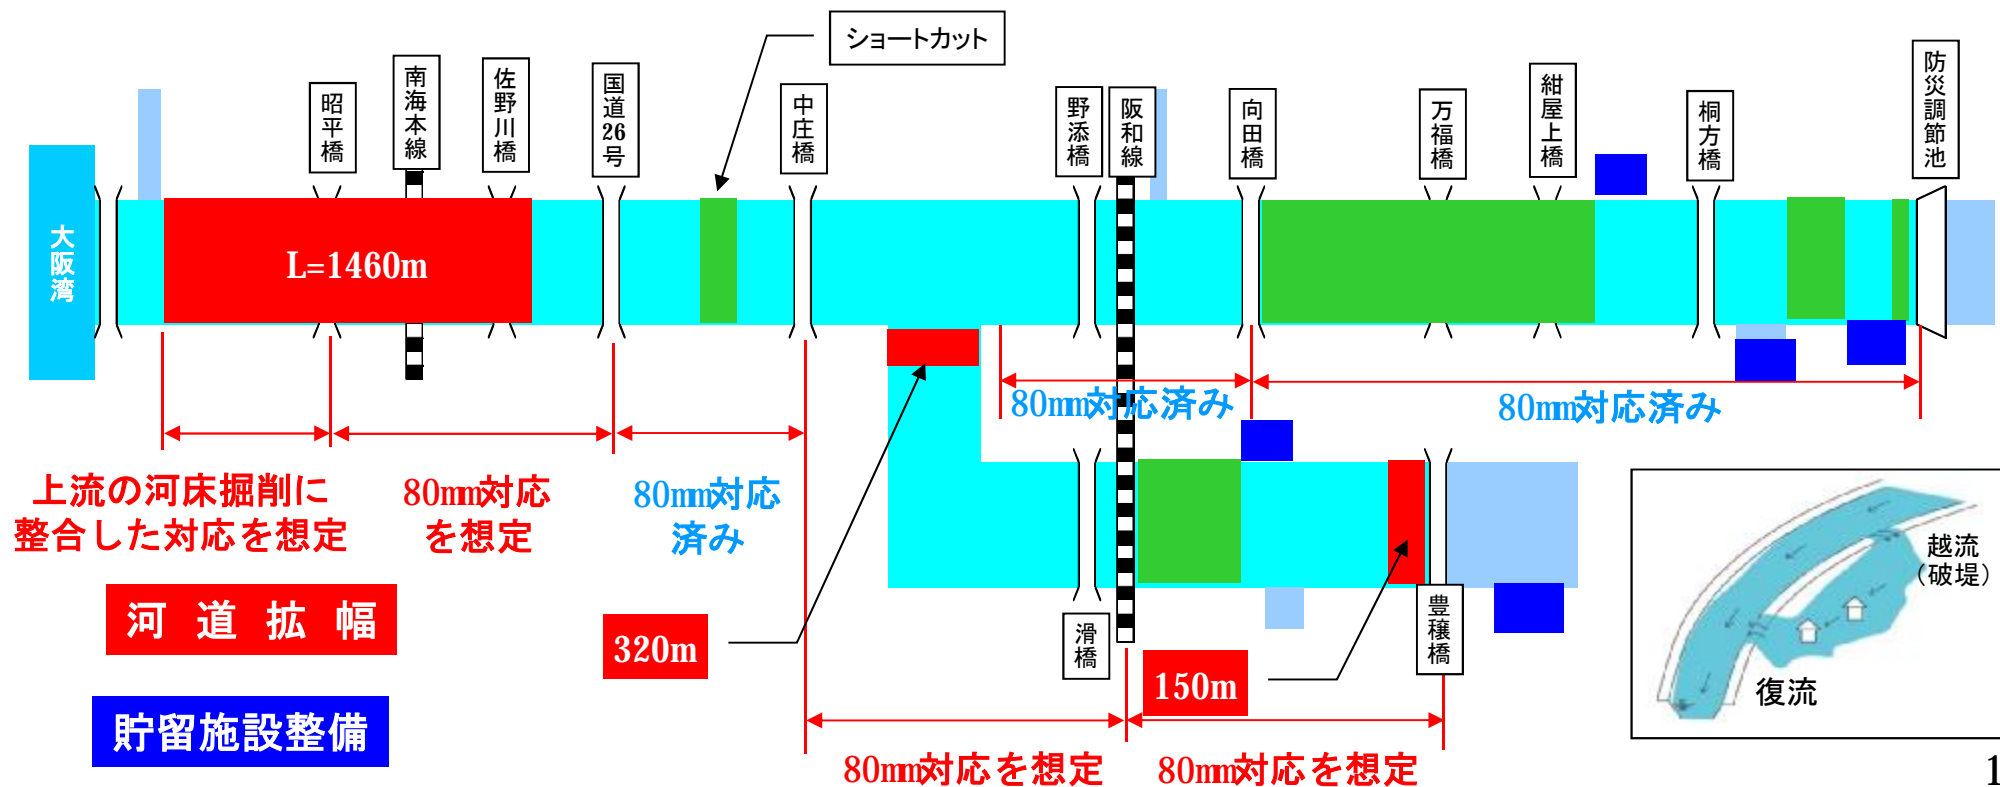 ショートカット
昭平橋
南海本線
佐野川橋
国道26号
中庄橋
野添橋
阪和線
向田橋
万福橋
紺屋上橋
桐方橋
防災調節池
大阪湾
L=1460m
80mm対応済み
80mm対応済み
上流の河床掘削に
整合した対応を想定
80mm対応
を想定
80mm対応
済み
河道拡幅
貯留施設整備
320m
滑橋
150m
豊穣橋
80mm対応を想定
80mm対応を想定
越流
(破堤)
復流
1